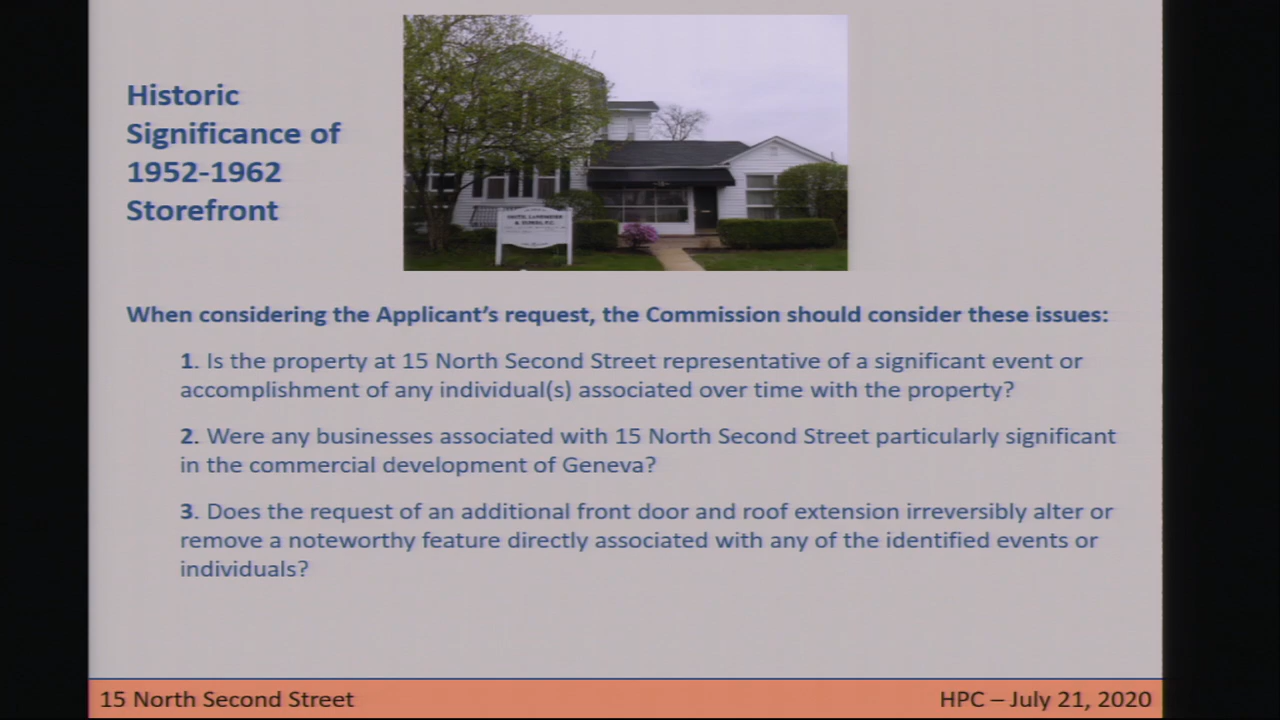 Historic
Significance of
1952-1962
Storefront
When considering the Applicant's request, the Commission should consider these issues:
1. Is the property at 15 North Second Street representative of a significant event or
accomplishment of any individual(s) associated over time with the property?
2. Were any businesses associated with 15 North Second Street particularly significant
in the commercial development of Geneva?
3. Does the request of an additional front door and roof extension irreversibly alter or
remove a noteworthy feature directly associated with any of the identified events or
individuals?
15 North Second Street
HPC – July 21, 2020